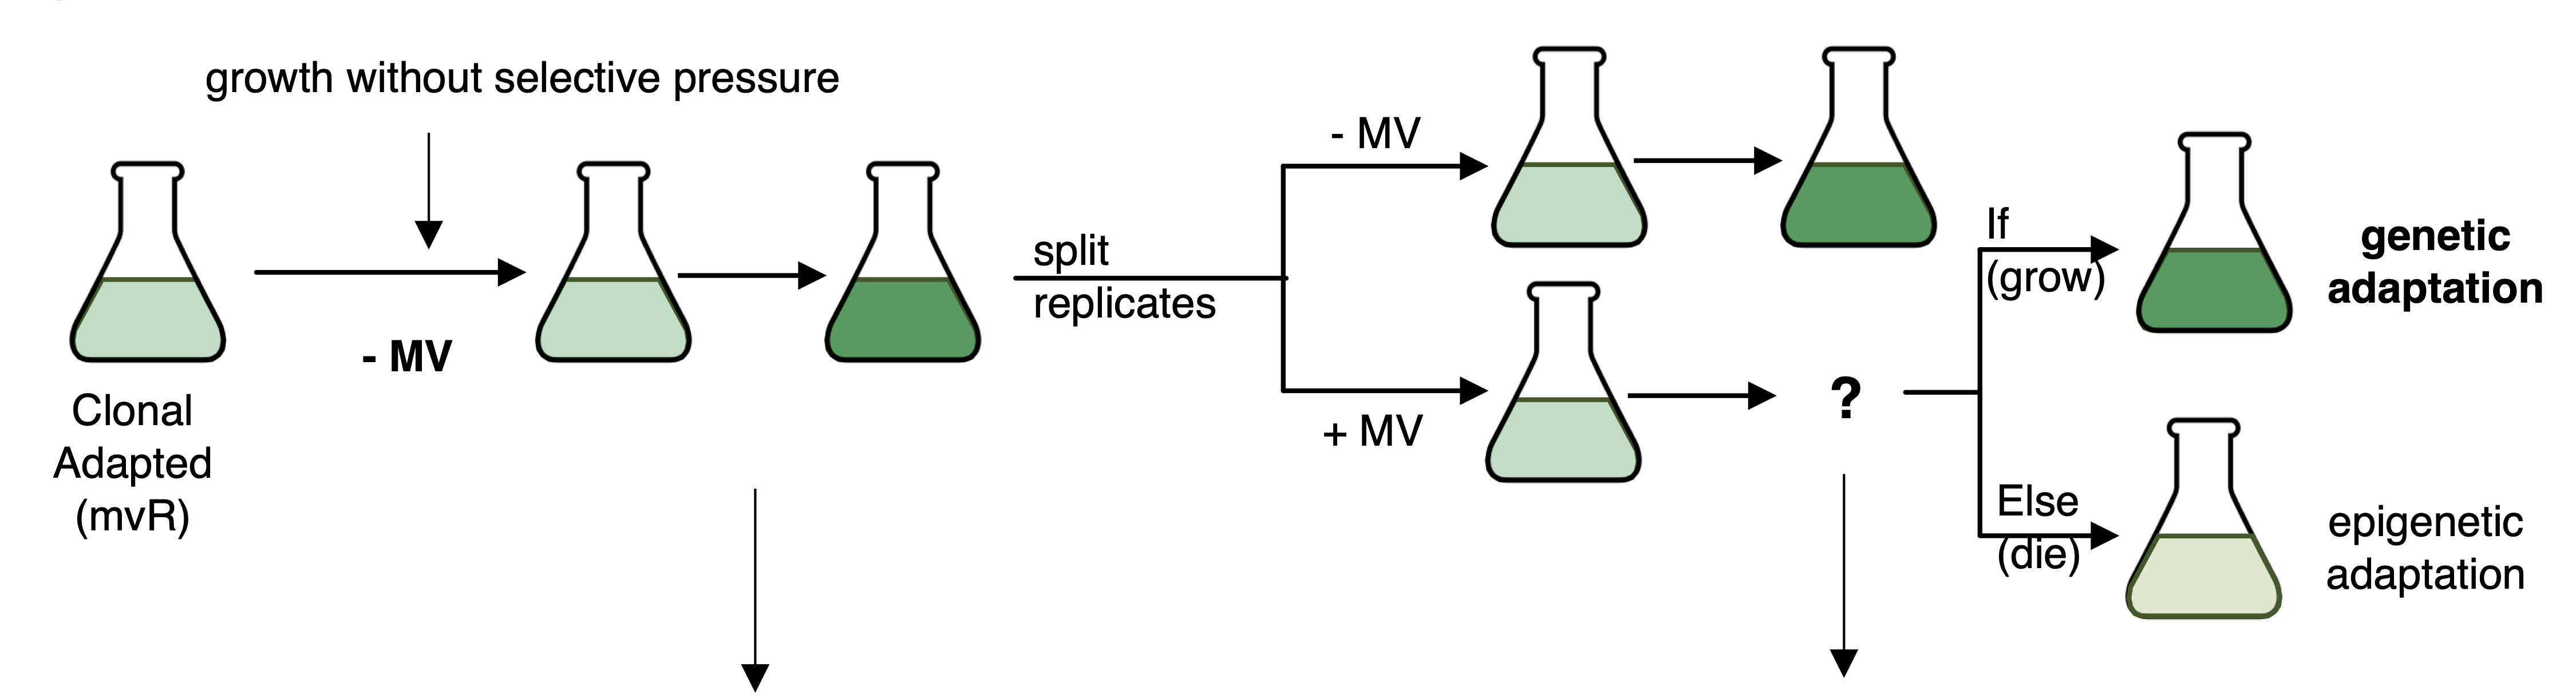 growth without selective pressure
- MV
Clonal
Adapted
(mvR)
split
replicates
- MV
+ MV
?
If
(grow)
genetic
adaptation
Else
(die)
epigenetic
adaptation